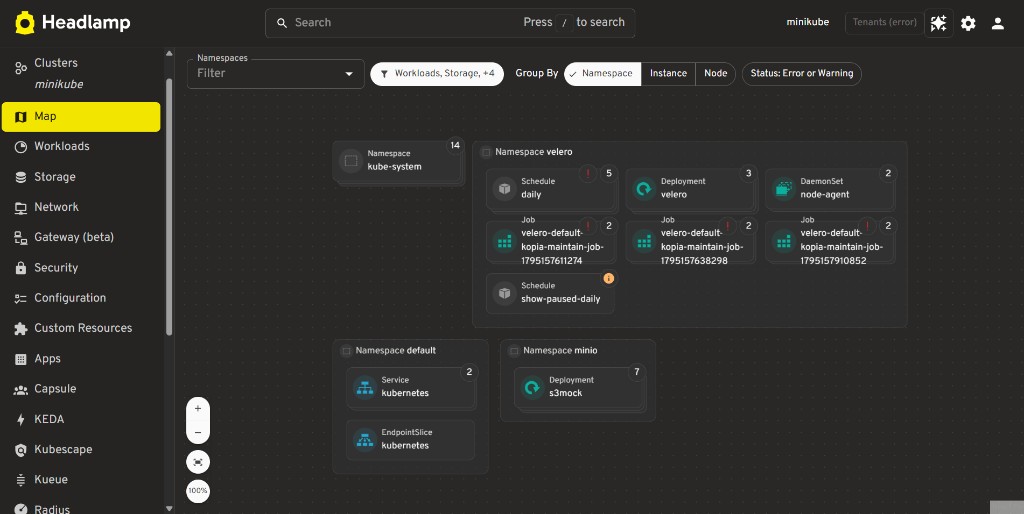 Headlamp
Search Press / to search
minikube
Tenants (error)
Clusters
minikube
Map
Workloads
Storage
Network
Gateway (beta)
Security
Configuration
Custom Resources
Apps
Capsule
KEDA
Kubescape
Kueue
Radius
Namespaces
Filter
Workloads, Storage, +4
Group By
Namespace
Instance
Node
Status: Error or Warning
14
Namespace
kube-system
Namespace velero
! 5
Schedule
daily
3
Deployment
velero
2
DaemonSet
node-agent
! 2
Job
velero-default-
kopia-maintain-job-
1795157611274
! 2
Job
velero-default-
kopia-maintain-job-
1795157638298
! 2
Job
velero-default-
kopia-maintain-job-
1795157910852
Schedule
show-paused-daily
Namespace default
2
Service
kubernetes
EndpointSlice
kubernetes
Namespace minio
7
Deployment
s3mock
+
−
100%